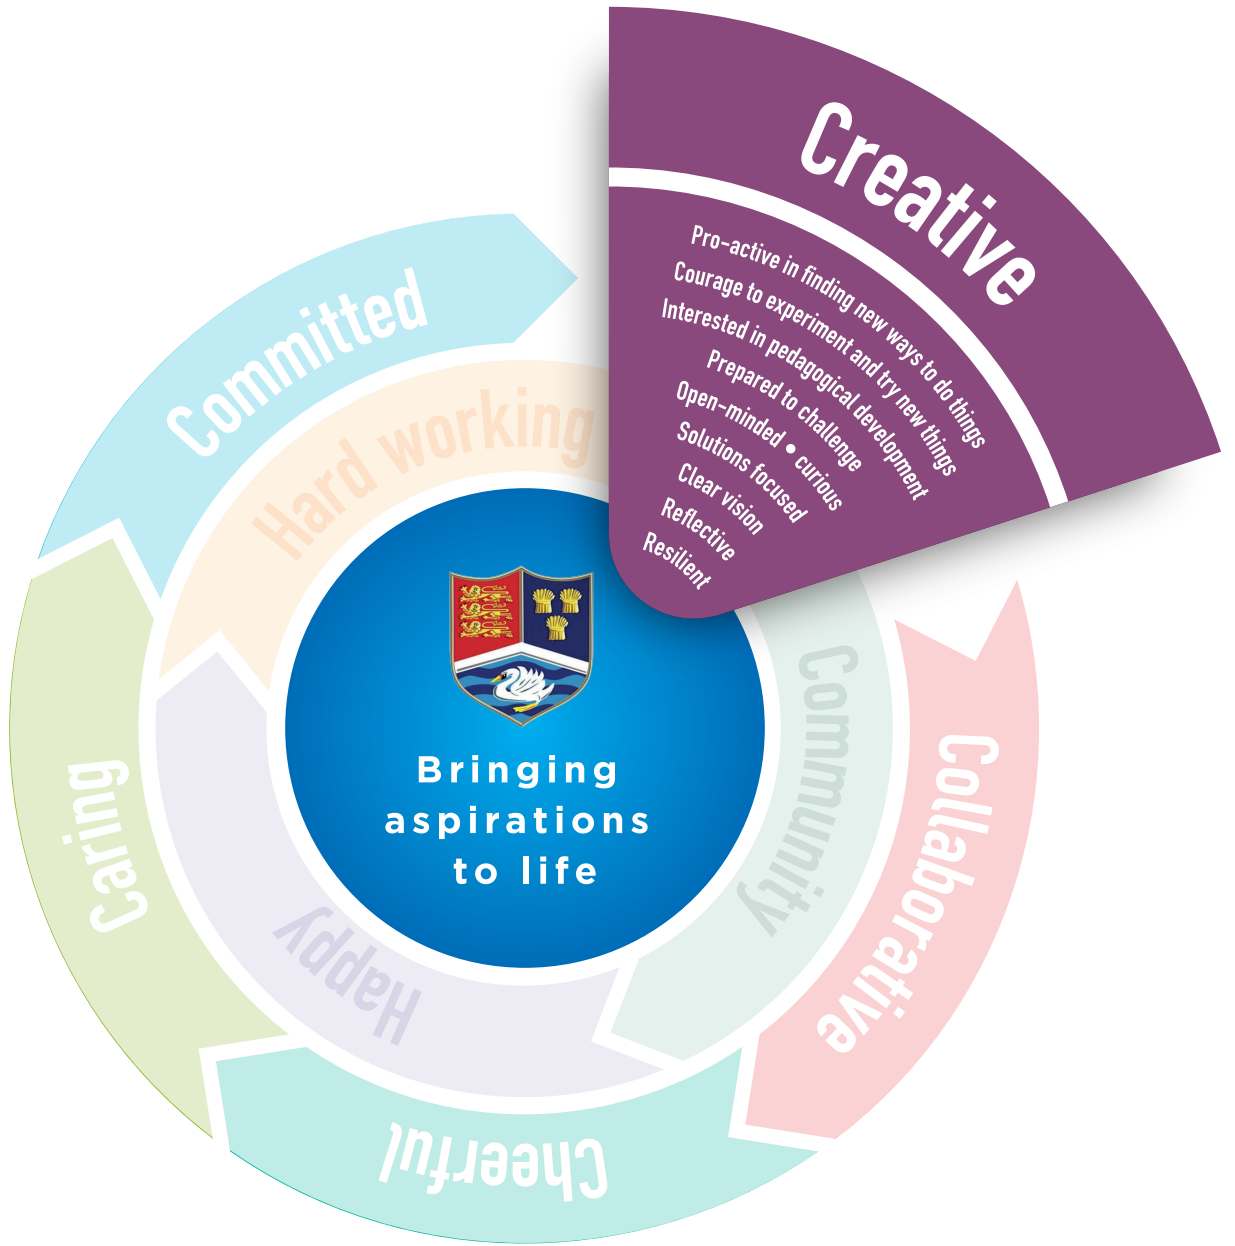 Creative
Pro-active in finding new ways to do things
Courage to experiment and try new things
Interested in pedagogical development
Prepared to challenge
Open-minded • curious
Solutions focused
Clear vision
Reflective
Resilient
Committed
Hard working
Community
Collaborative
Caring
Happy
Cheerful
Bringing
aspirations
to life